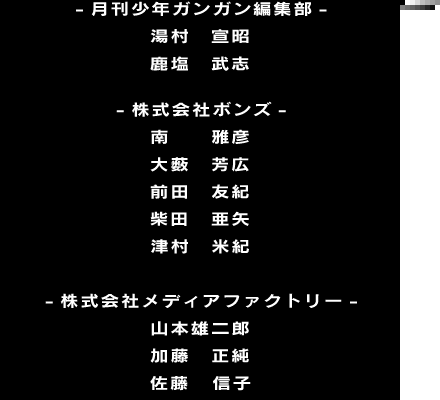 - 月刊少年ガンガン編集部 -
湯村　宣昭
鹿塩　武志
- 株式会社ボンズ -
南　　雅彦
大薮　芳広
前田　友紀
柴田　亜矢
津村　米紀
- 株式会社メディアファクトリー -
山本雄二郎
加藤　正純
佐藤　信子